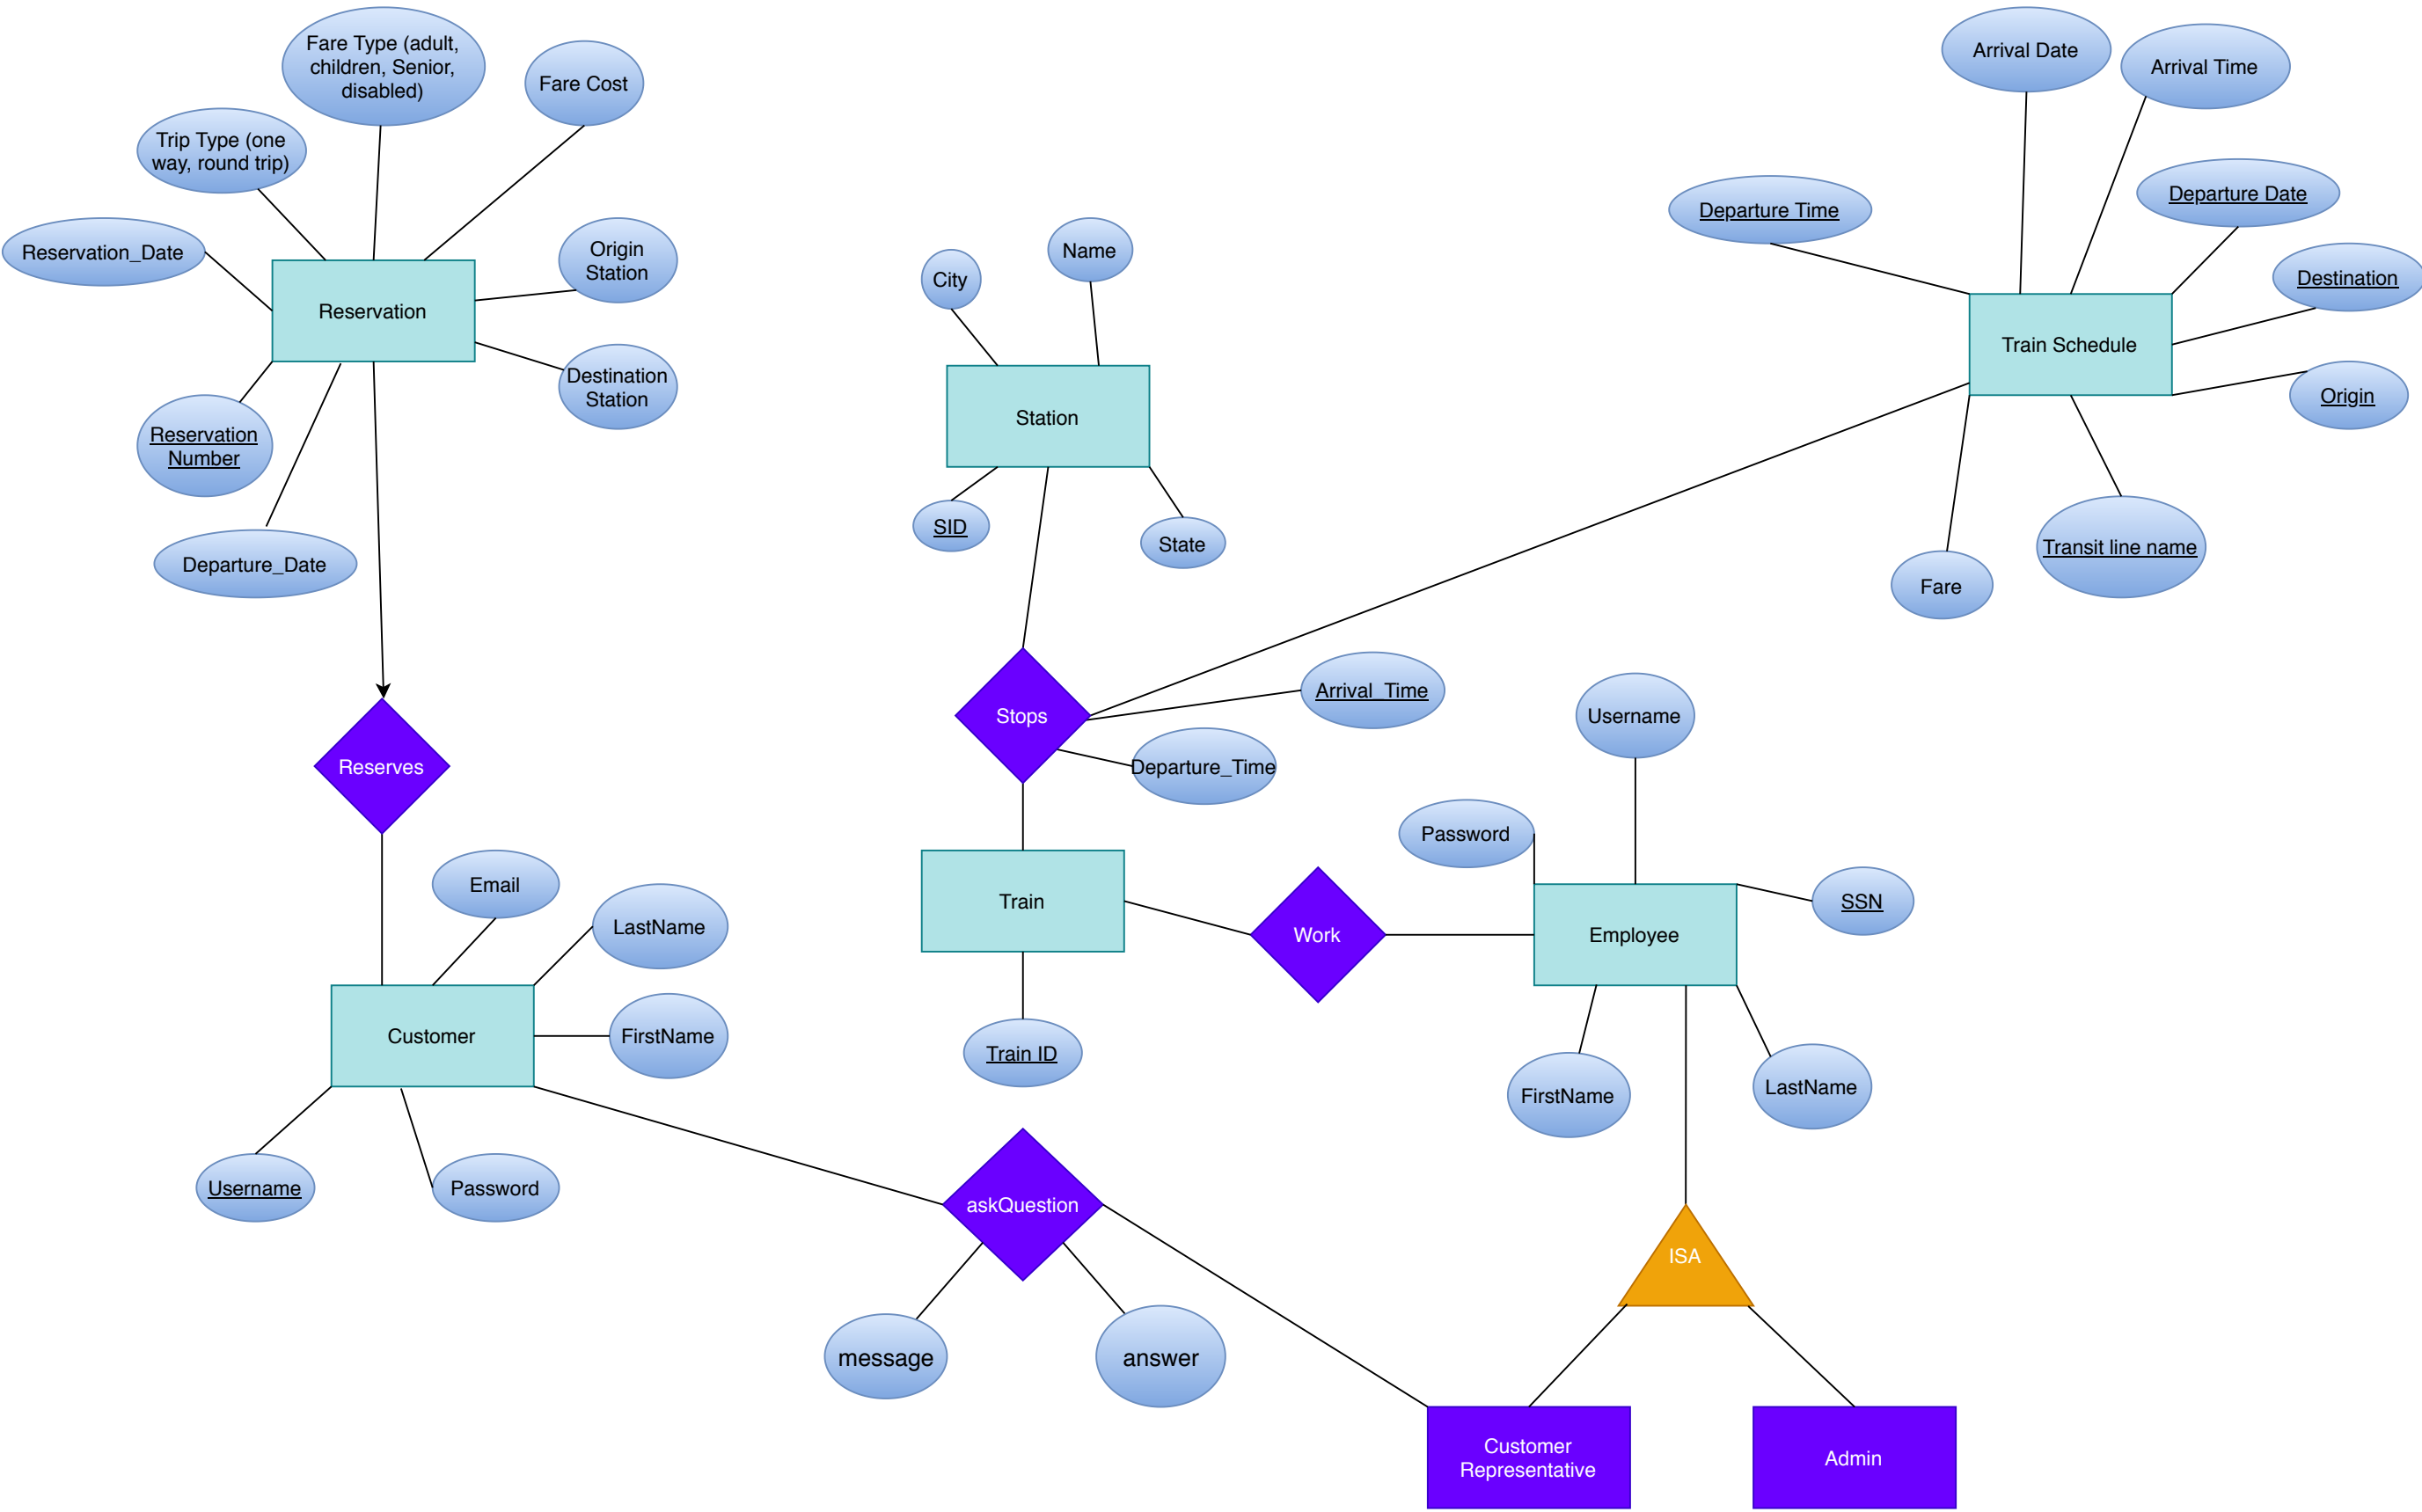 Fare Type (adult,
children, Senior,
disabled)
Fare Cost
Trip Type (one
way, round trip)
Reservation_Date
Origin
Station
Reservation
Destination
Station
Reservation
Number
Departure_Date
Reserves
Email
LastName
Customer
FirstName
Username
Password
City
Name
Station
SID
State
Stops
Arrival_Time
Departure_Time
Train
Train ID
Work
askQuestion
message
answer
Arrival Date
Arrival Time
Departure Time
Departure Date
Destination
Train Schedule
Origin
Transit line name
Fare
Username
Password
SSN
Employee
FirstName
LastName
ISA
Customer
Representative
Admin